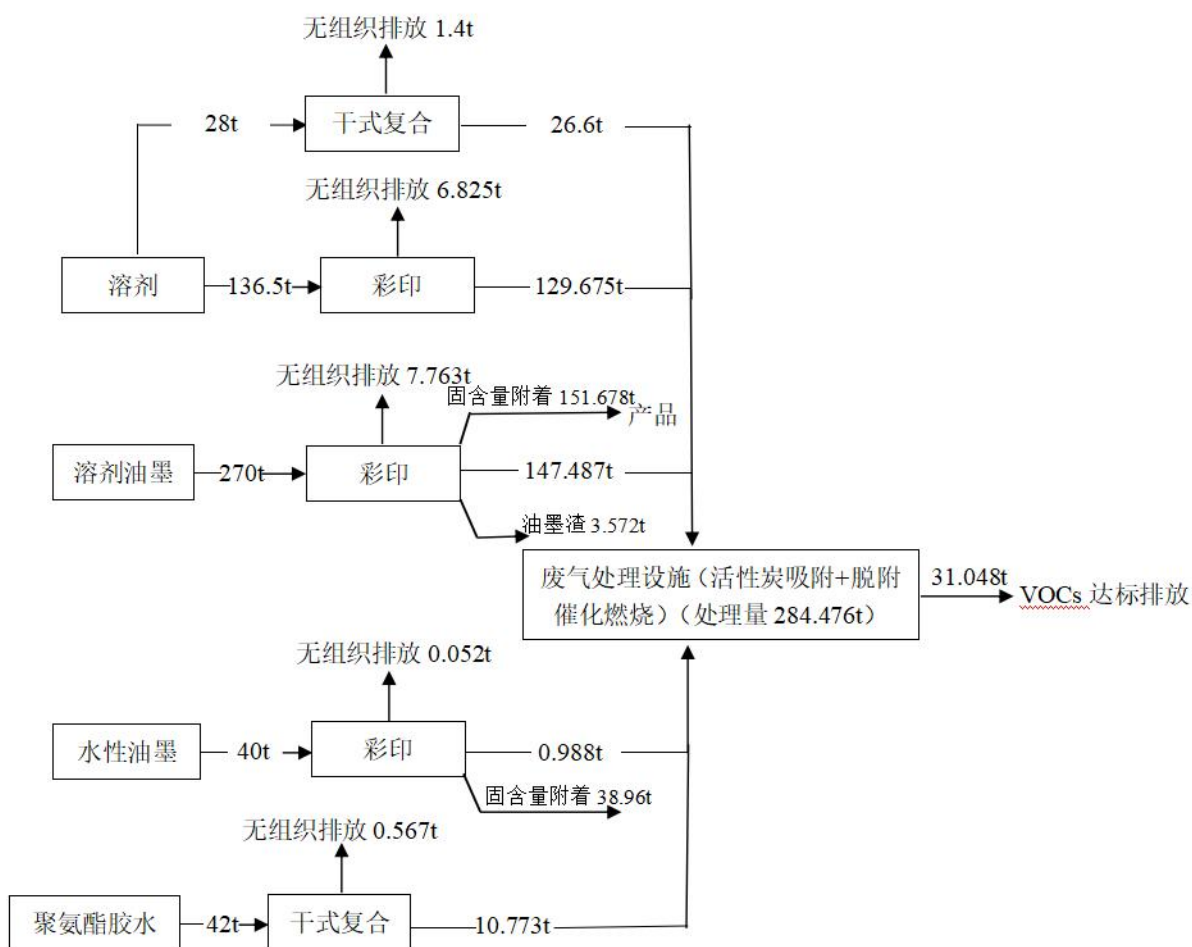 无组织排放 1.4t
28t
干式复合
26.6t
无组织排放 6.825t
溶剂
136.5t
彩印
129.675t
无组织排放 7.763t
固含量附着 151.678t
产品
溶剂油墨
270t
彩印
147.487t
油墨渣 3.572t
废气处理设施（活性炭吸附+脱附
催化燃烧）（处理量 284.476t）
31.048t
VOCs 达标排放
无组织排放 0.052t
水性油墨
40t
彩印
0.988t
固含量附着 38.96t
无组织排放 0.567t
聚氨酯胶水
42t
干式复合
10.773t